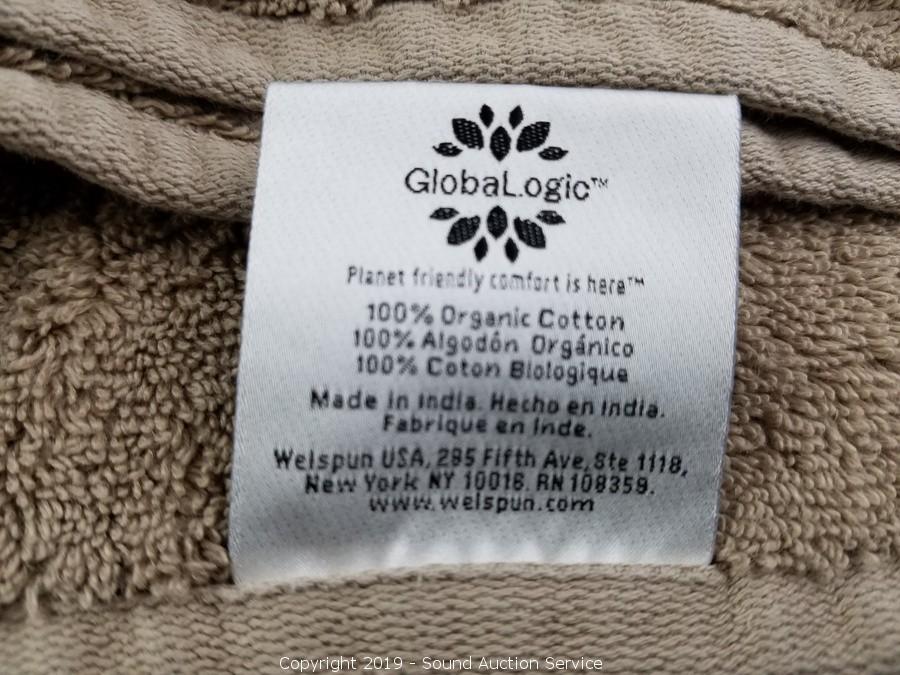 GlobaLogic™
Planet friendly comfort is here™
100% Organic Cotton
100% Algodón Orgánico
100% Coton Biologique
Made in India. Hecho en India.
Fabrique en Inde.
Welspun USA, 295 Fifth Ave, Ste 1118,
New York NY 10016. RN 108359.
www.welspun.com
Copyright 2019 - Sound Auction Service